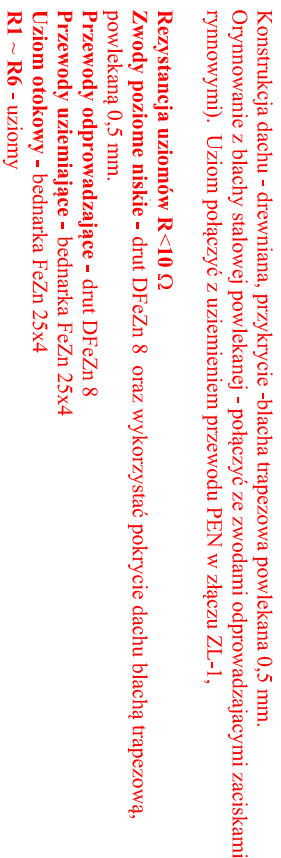 Konstrukcja dachu - drewniana, przykrycie -blacha trapezowa powlekana 0,5 mm.
Orynnowanie z blachy stalowej powlekanej - połączyć ze zwodami odprowadzajacymi zaciskami
rynnowymi).  Uziom połączyć z uziemieniem przewodu PEN w złączu ZL-1,
Rezystancja uziomów R <10 Ω
Zwody poziome niskie - drut DFeZn 8  oraz wykorzystać pokrycie dachu blachą trapezową,
powlekaną 0,5 mm.
Przewody odprowadzające - drut DFeZn 8
Przewody uziemiające - bednarka FeZn 25x4
Uziom otokowy - bednarka FeZn 25x4
R1 ~ R6 - uziomy